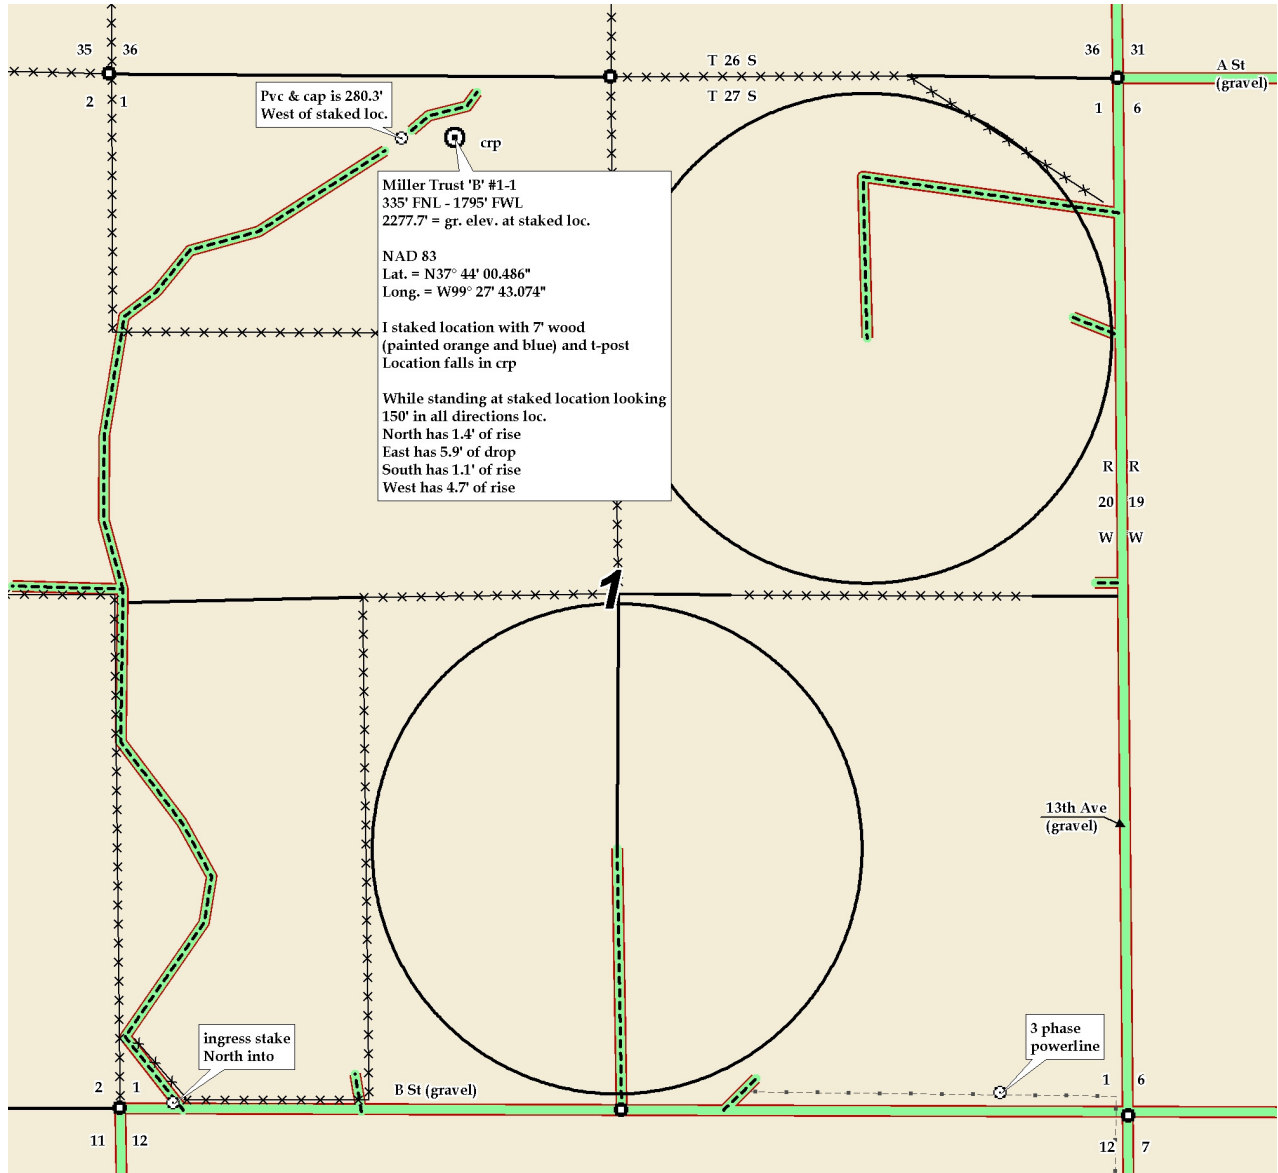 35 36
36 31
T 26 S
A St
(gravel)
Pvc & cap is 280.3'
West of staked loc.
2 1
T 27 S
1 6
crp
Miller Trust 'B' #1-1
335' FNL - 1795' FWL
2277.7' = gr. elev. at staked loc.
NAD 83
Lat. = N37° 44' 00.486"
Long. = W99° 27' 43.074"
I staked location with 7' wood
(painted orange and blue) and t-post
Location falls in crp
While standing at staked location looking
150' in all directions loc.
North has 1.4' of rise
East has 5.9' of drop
South has 1.1' of rise
West has 4.7' of rise
R R
20 19
W W
1
13th Ave
(gravel)
ingress stake
North into
3 phase
powerline
2 1
B St (gravel)
1 6
11 12
12 7